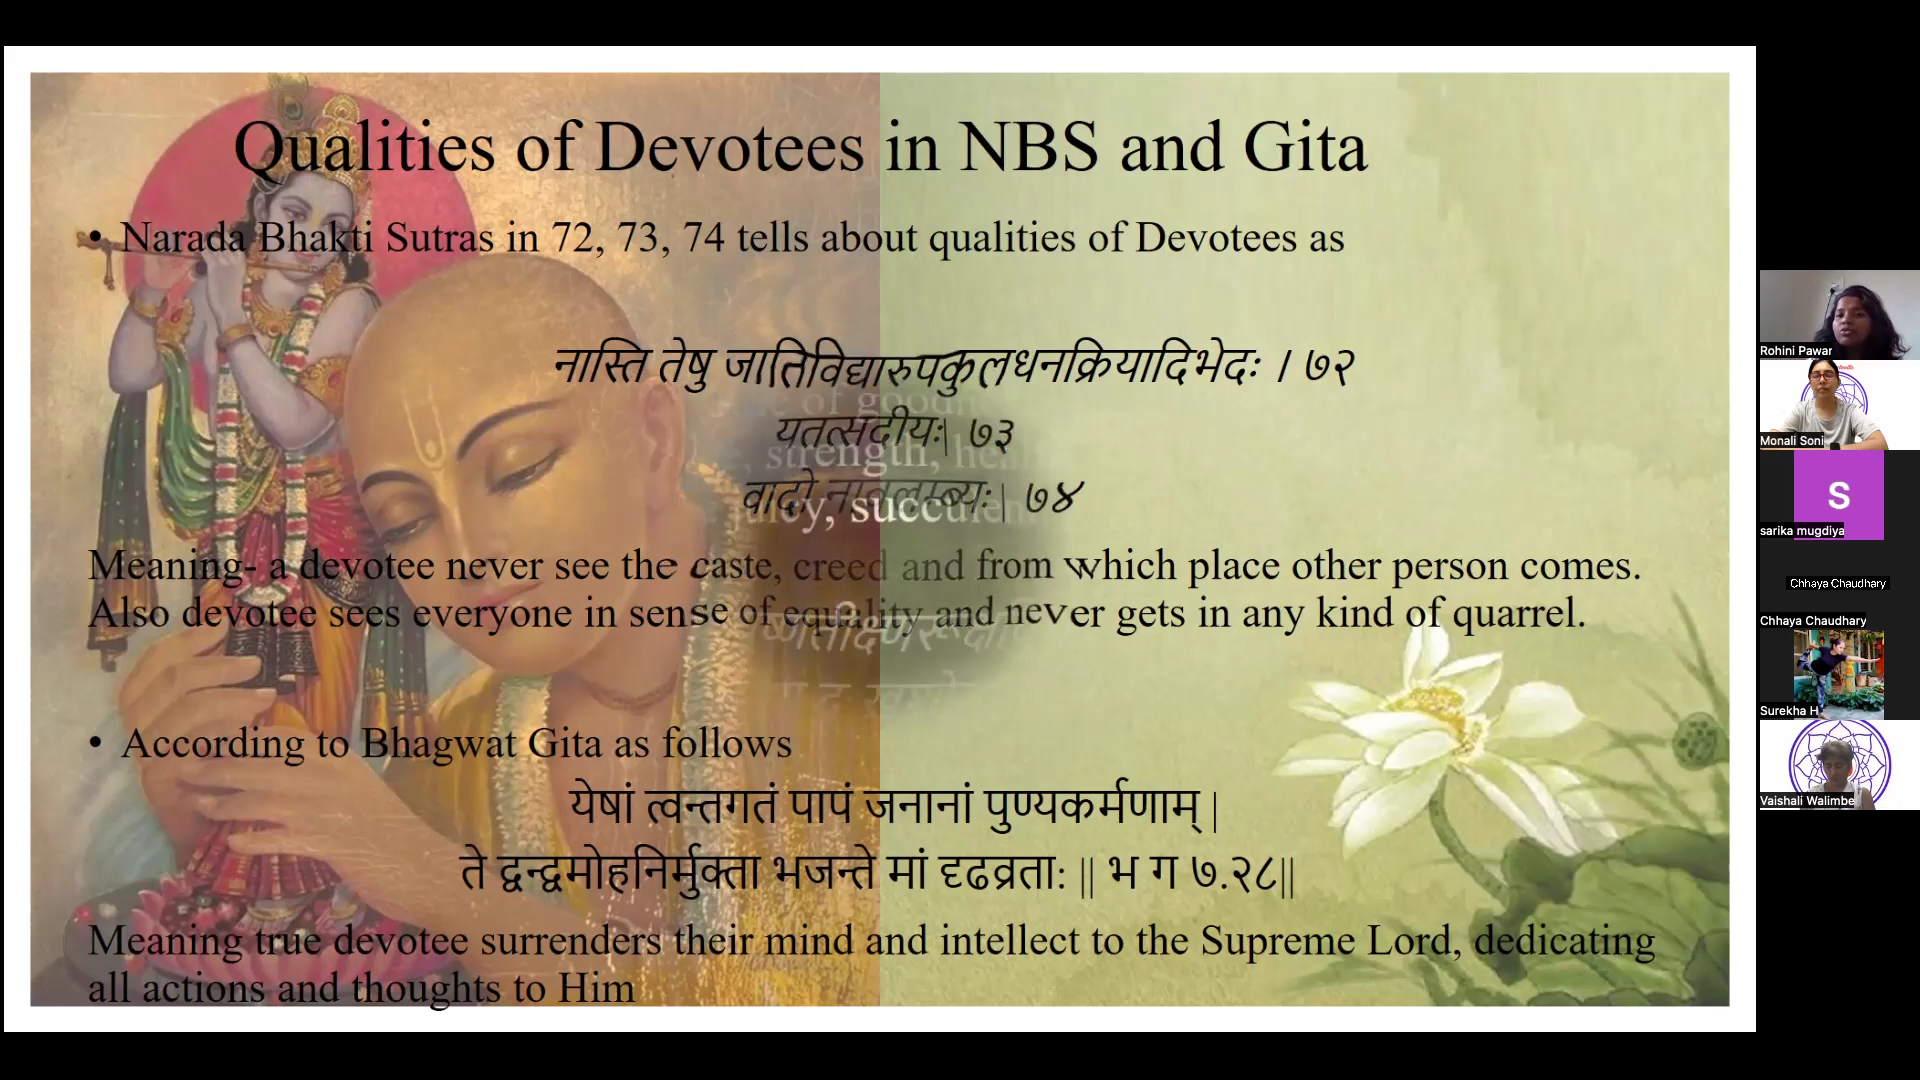 Qualities of Devotees in NBS and Gita
• Narada Bhakti Sutras in 72, 73, 74 tells about qualities of Devotees as
नास्ति तेषु जातिविद्यारुपकुलधनक्रियादिभेदः । ७२
७३
वादो नावलम्ब्यः| ७४
Meaning- a devotee never see the caste, creed and from which place other person comes.
Also devotee sees everyone in sense of equality and never gets in any kind of quarrel.
• According to Bhagwat Gita as follows
येषां त्वन्तगतं पापं जनानां पुण्यकर्मणाम् |
ते द्वन्द्वमोहनिर्मुक्ता भजन्ते मां दृढव्रताः || भ ग ७.२८||
Meaning true devotee surrenders their mind and intellect to the Supreme Lord, dedicating
all actions and thoughts to Him
of
strength,
juicy,
Rohini Pawar
Monali Soni
S
sarika mugdiya
Chhaya Chaudhary
Chhaya Chaudhary
Surekha H
Vaishali Walimbe